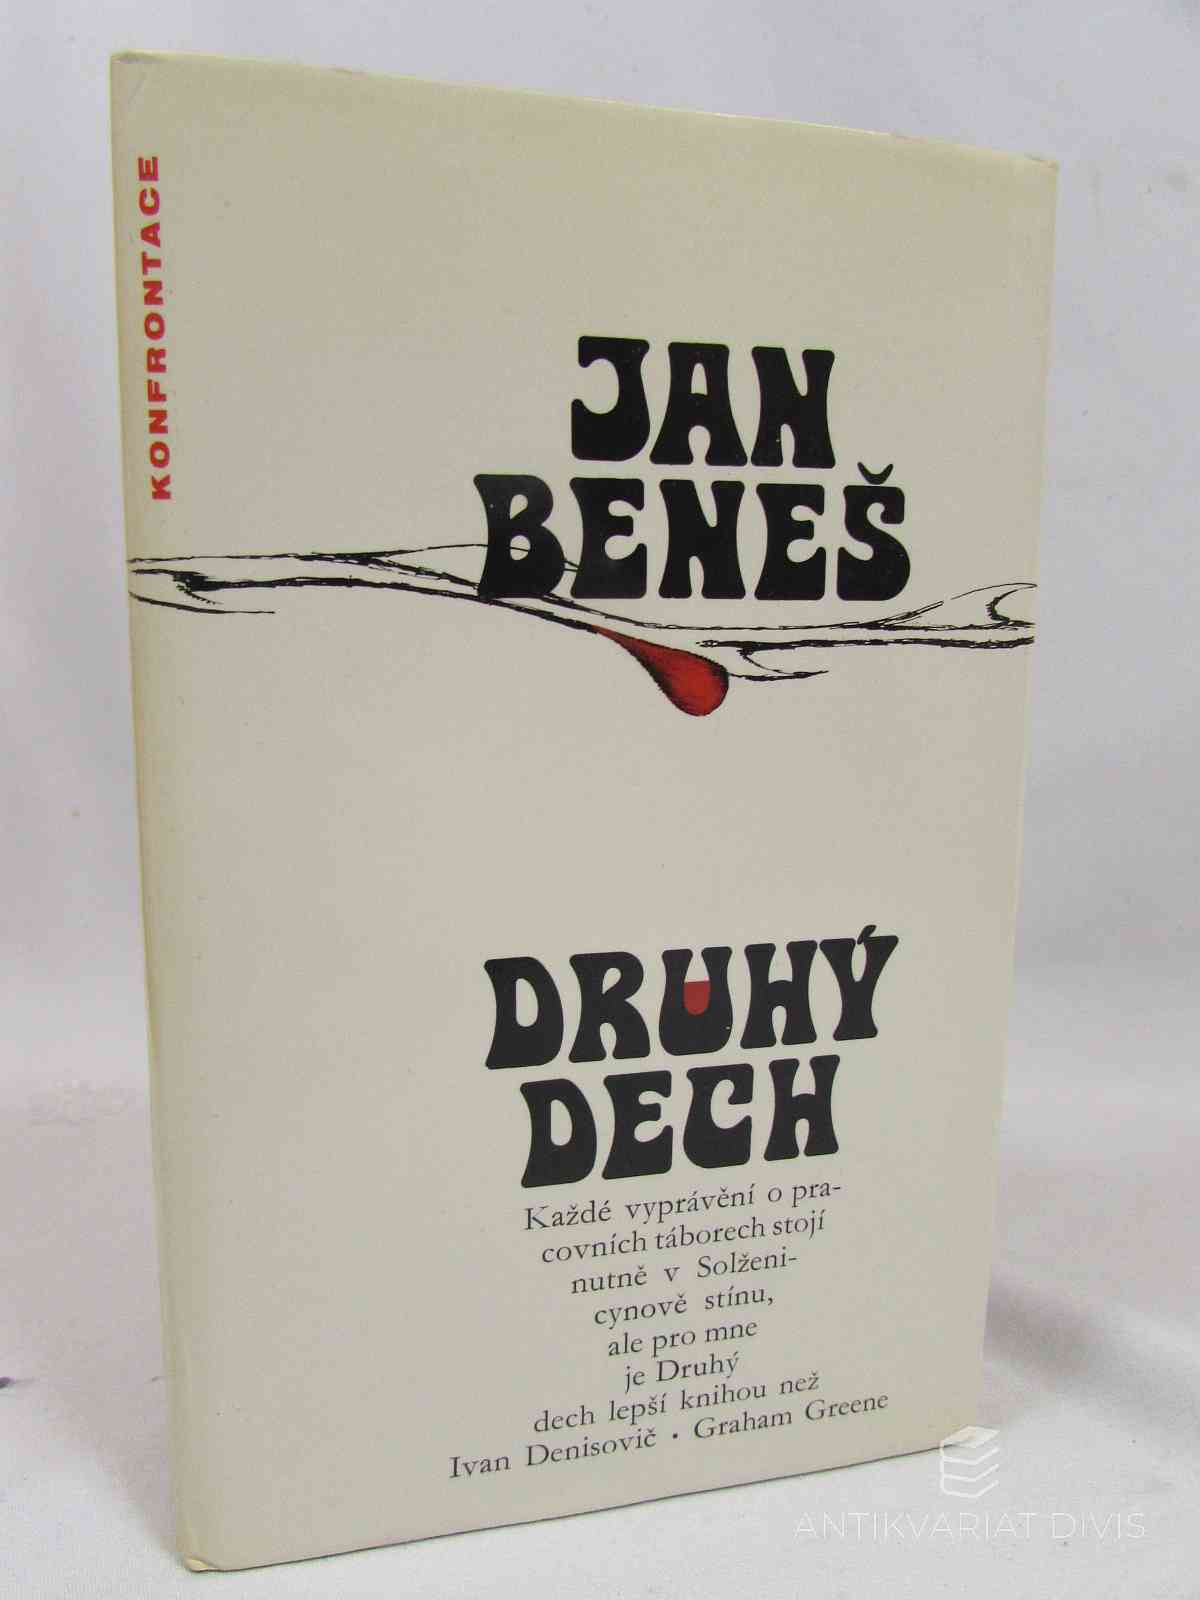 KONFRONTACE
JAN
BENEŠ
DRUHÝ
DECH
Každé vyprávění o pra-
covních táborech stojí
nutně v Solženi-
cynově stínu,
ale pro mne
je Druhý
dech lepší knihou než
Ivan Denisovič · Graham Greene
ANTIKVARIAT DIVIS